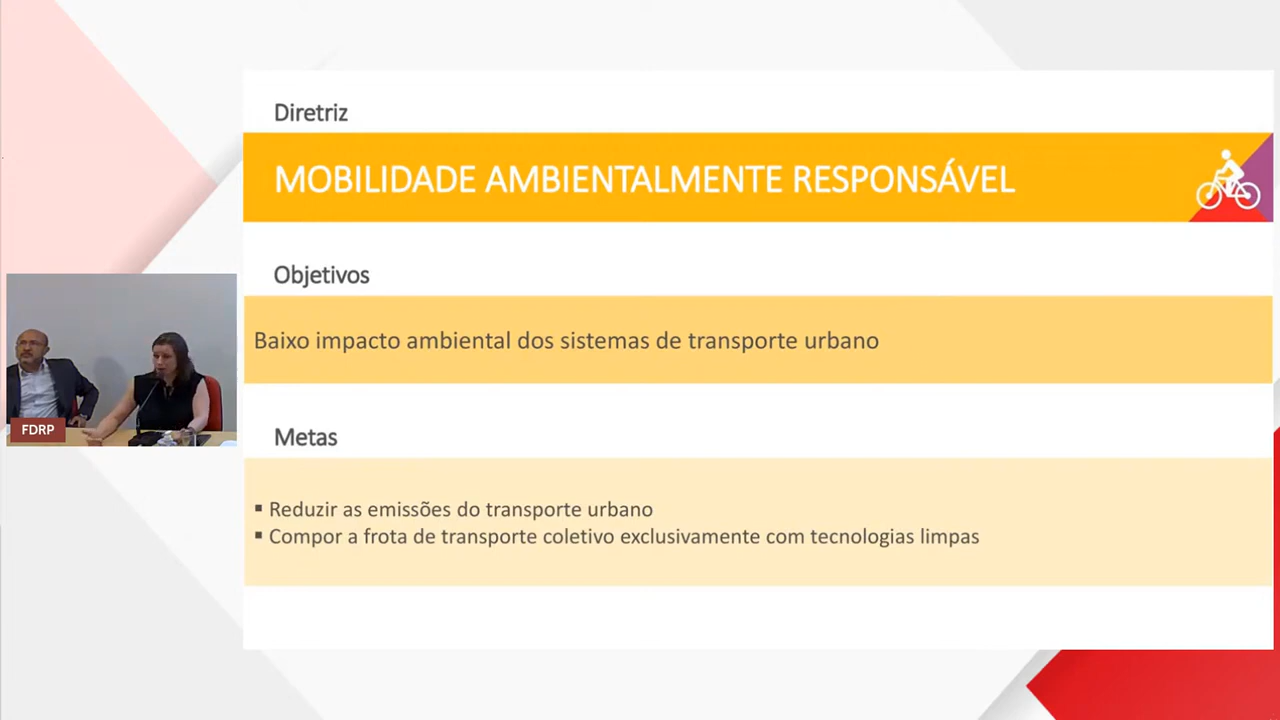 Diretriz
MOBILIDADE AMBIENTALMENTE RESPONSÁVEL
Objetivos
Baixo impacto ambiental dos sistemas de transporte urbano
FDRP
Metas
▪ Reduzir as emissões do transporte urbano
▪ Compor a frota de transporte coletivo exclusivamente com tecnologias limpas